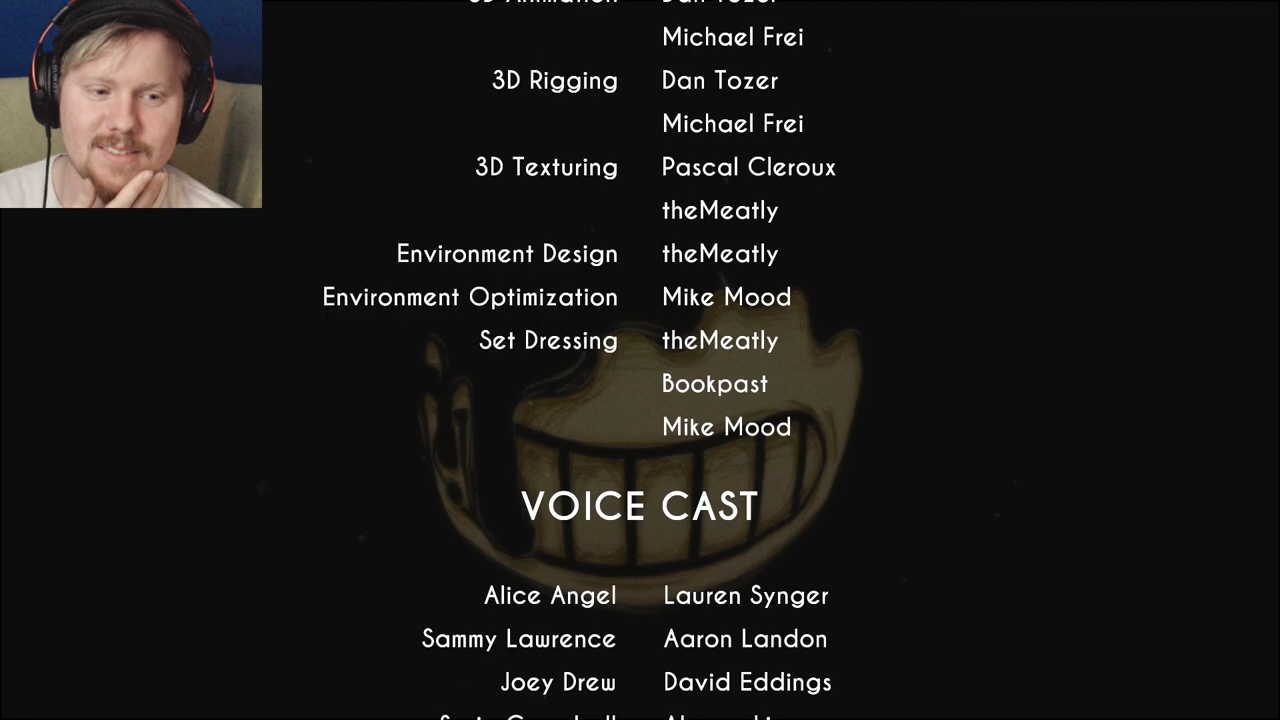 Michael Frei
3D Rigging Dan Tozer
Michael Frei
3D Texturing Pascal Cleroux
theMeatly
Environment Design theMeatly
Environment Optimization Mike Mood
Set Dressing theMeatly
Bookpast
Mike Mood
VOICE CAST
Alice Angel Lauren Synger
Sammy Lawrence Aaron Landon
Joey Drew David Eddings